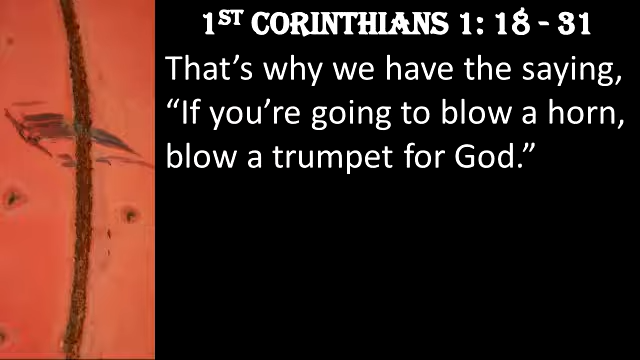 1ST CORINTHIANS 1: 18 - 31
That’s why we have the saying,
“If you’re going to blow a horn,
blow a trumpet for God.”